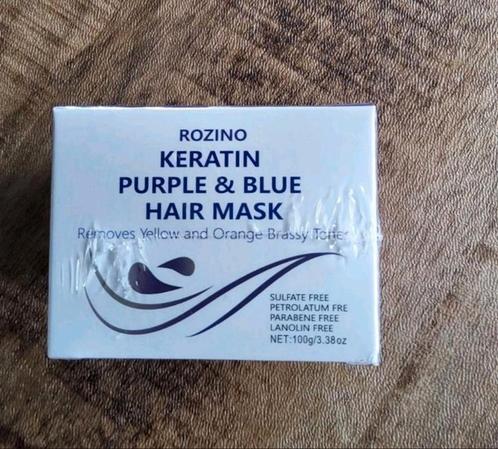 ROZINO
KERATIN
PURPLE & BLUE
HAIR MASK
Removes Yellow and Orange Brassy Tones
SULFATE FREE
PETROLATUM FRE
PARABENE FREE
LANOLIN FREE
NET:100g/3.38oz